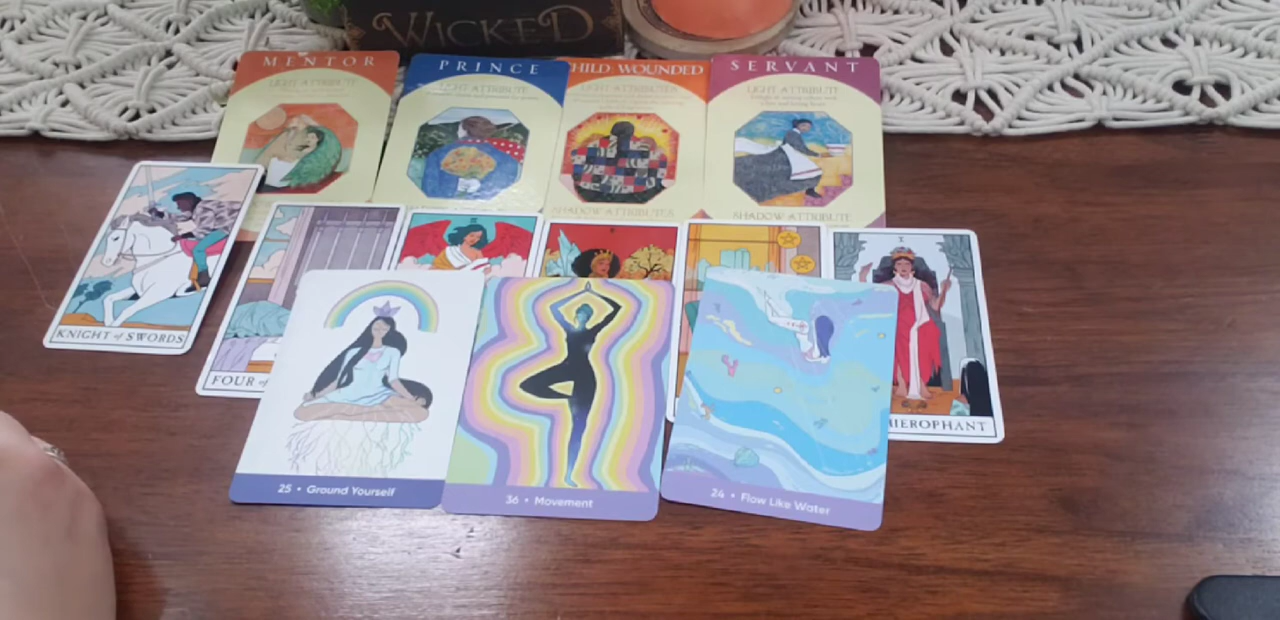 WICKED
MENTOR
LIGHT ATTRIBUTE
PRINCE
LIGHT ATTRIBUTE
CHILD: WOUNDED
LIGHT ATTRIBUTES
SHADOW ATTRIBUTES
SERVANT
LIGHT ATTRIBUTE
SHADOW ATTRIBUTE
KNIGHT of SWORDS
FOUR of
HIEROPHANT
25 • Ground Yourself
36 • Movement
24 • Flow Like Water